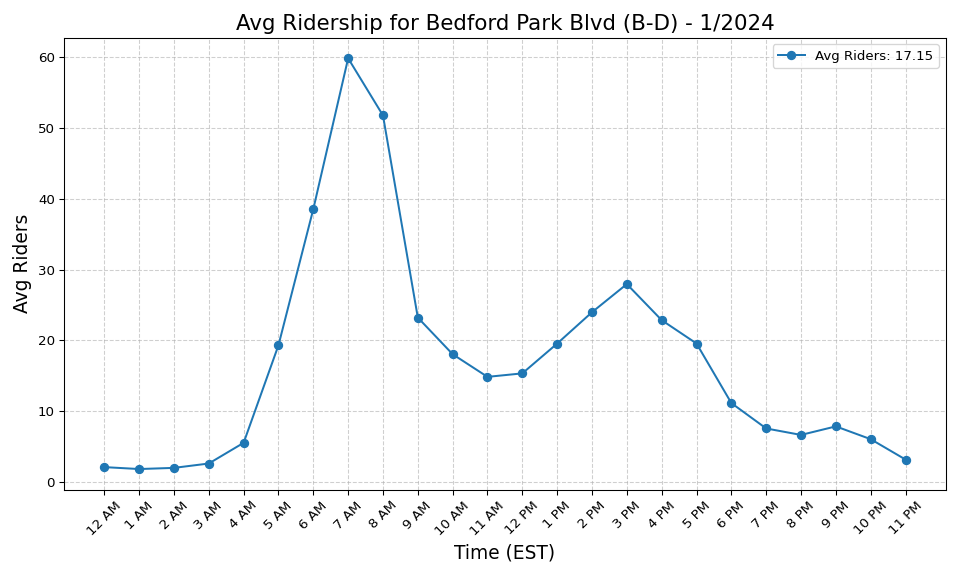 Avg Ridership for Bedford Park Blvd (B-D) - 1/2024
Avg Riders: 17.15
Avg Riders
60
50
40
30
20
10
0
12 AM 1 AM 2 AM 3 AM 4 AM 5 AM 6 AM 7 AM 8 AM 9 AM 10 AM 11 AM 12 PM 1 PM 2 PM 3 PM 4 PM 5 PM 6 PM 7 PM 8 PM 9 PM 10 PM 11 PM
Time (EST)